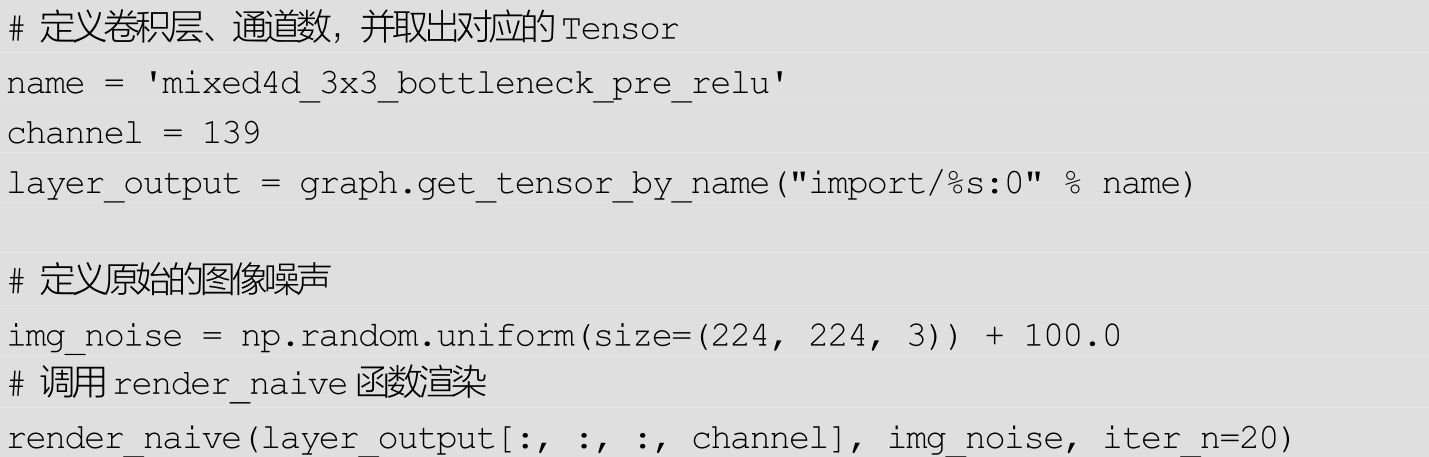 # 定义卷积层、通道数，并取出对应的 Tensor
name = 'mixed4d_3x3_bottleneck_pre_relu'
channel = 139
layer_output = graph.get_tensor_by_name("import/%s:0" % name)
# 定义原始的图像噪声
img_noise = np.random.uniform(size=(224, 224, 3)) + 100.0
# 调用 render_naive 函数渲染
render_naive(layer_output[:, :, :, channel], img_noise, iter_n=20)